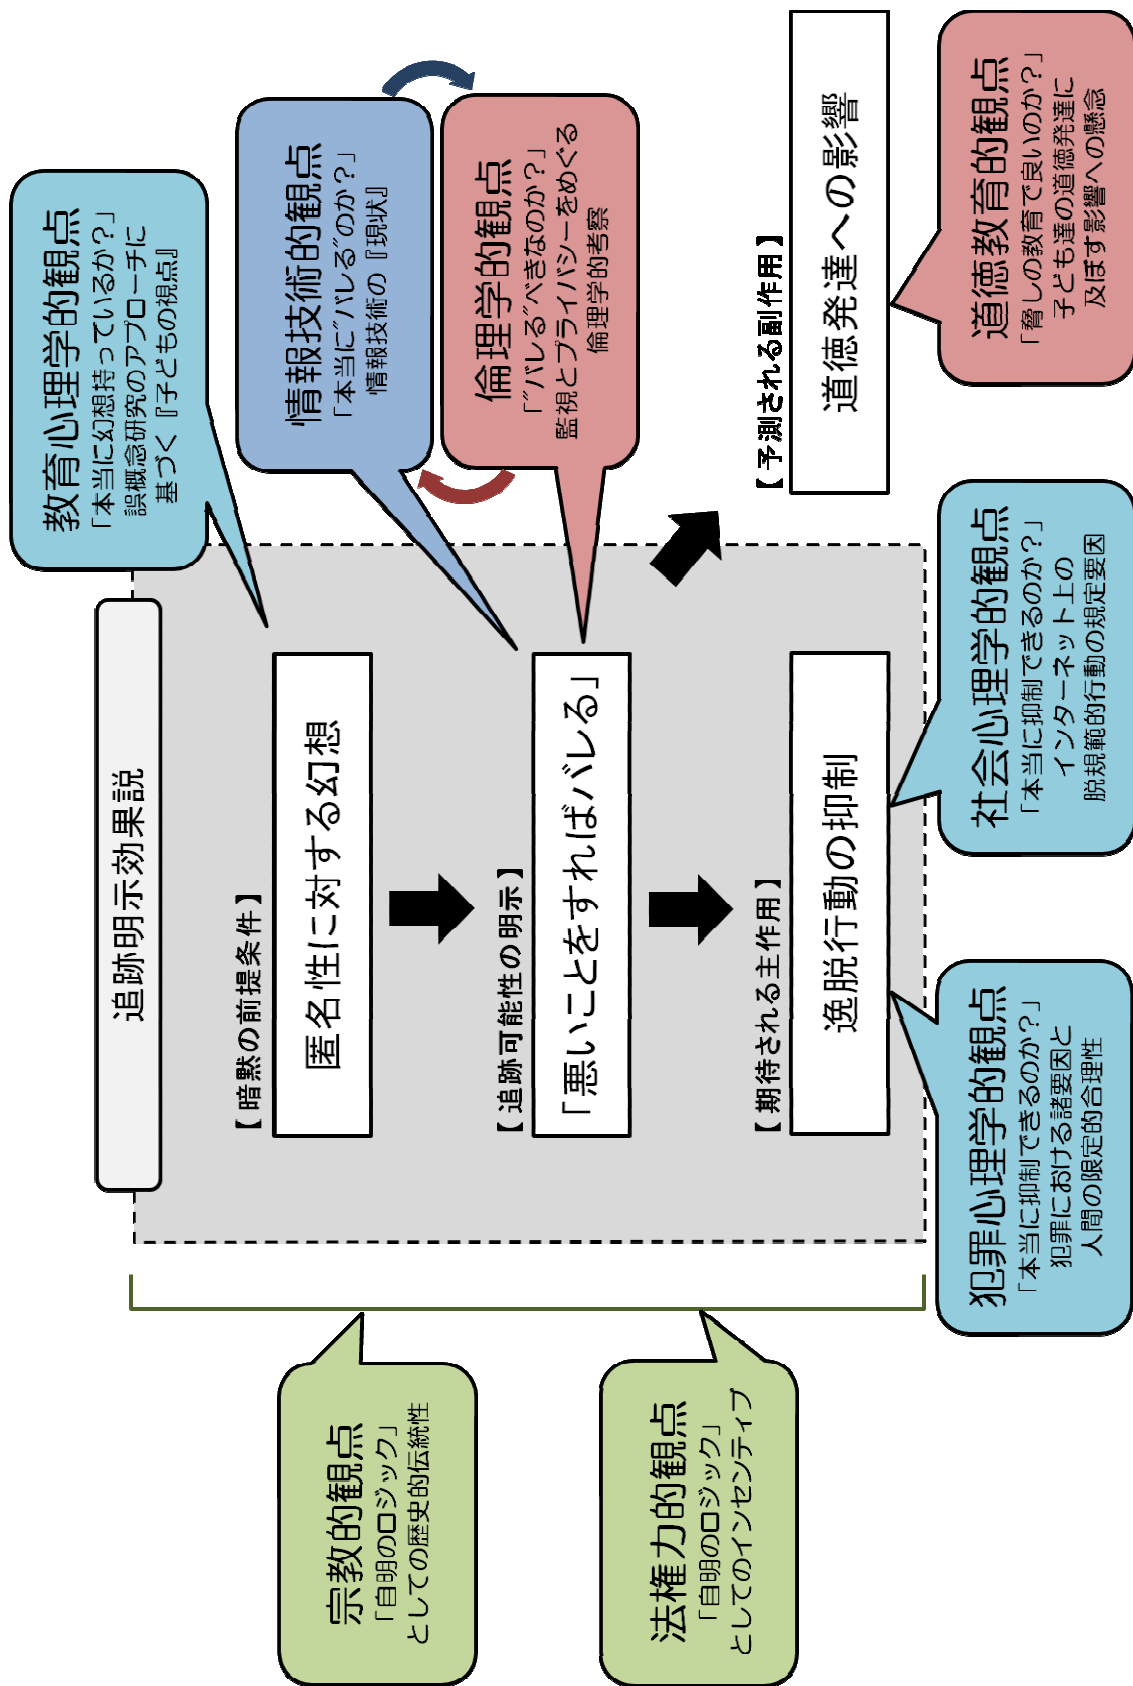 追跡明示効果説
教育心理学的観点
「本当に幻想持っているか？」
誤概念研究のアプローチに
基づく『子どもの視点』
宗教的観点
「自明のロジック」
としての歴史的伝統性
【暗黙の前提条件】
匿名性に対する幻想
情報技術的観点
「本当に"バレる"のか？」
情報技術の『現状』
倫理学的観点
「"バレる"べきなのか？」
監視とプライバシーをめぐる
倫理学的考察
【追跡可能性の明示】
「悪いことをすればバレる」
法権力的観点
「自明のロジック」
としてのインセンティブ
【期待される主作用】
逸脱行動の抑制
【予測される副作用】
道徳発達への影響
犯罪心理学的観点
「本当に抑制できるのか？」
犯罪における諸要因と
人間の限定的合理性
社会心理学的観点
「本当に抑制できるのか？」
インターネット上の
脱規範的行動の規定要因
道徳教育的観点
「脅しの教育で良いのか？」
子ども達の道徳発達に
及ぼす影響への懸念